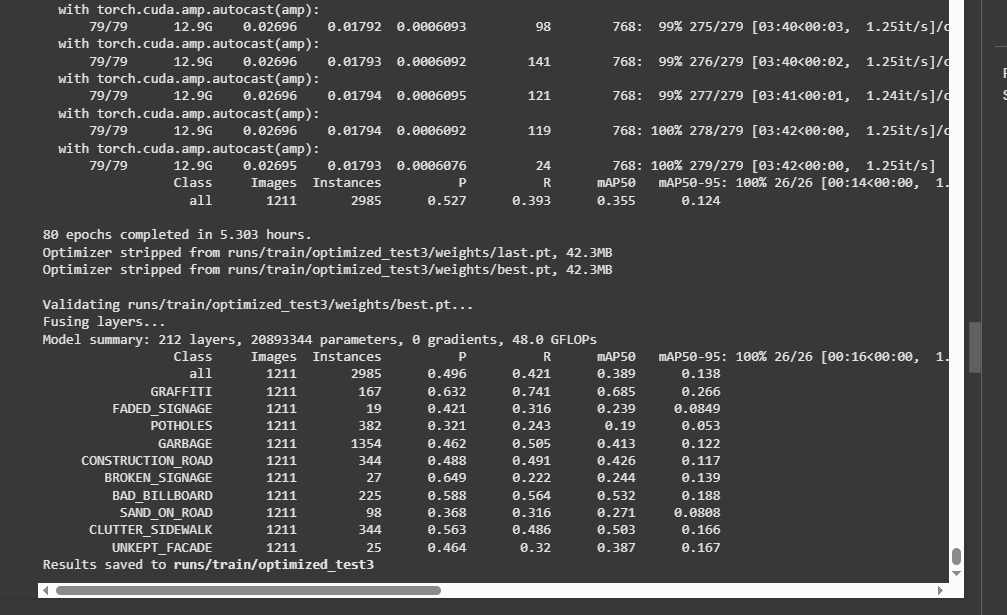 with torch.cuda.amp.autocast(amp):
79/79 12.9G 0.02696 0.01792 0.0006093 98 768: 99% 275/279 [03:40<00:03, 1.25it/s]/c
with torch.cuda.amp.autocast(amp):
79/79 12.9G 0.02696 0.01793 0.0006092 141 768: 99% 276/279 [03:40<00:02, 1.25it/s]/c
with torch.cuda.amp.autocast(amp):
79/79 12.9G 0.02696 0.01794 0.0006095 121 768: 99% 277/279 [03:41<00:01, 1.24it/s]/c
with torch.cuda.amp.autocast(amp):
79/79 12.9G 0.02696 0.01794 0.0006092 119 768: 100% 278/279 [03:42<00:00, 1.25it/s]/c
with torch.cuda.amp.autocast(amp):
79/79 12.9G 0.02695 0.01793 0.0006076 24 768: 100% 279/279 [03:42<00:00, 1.25it/s]
Class Images Instances P R mAP50 mAP50-95: 100% 26/26 [00:14<00:00, 1.
all 1211 2985 0.527 0.393 0.355 0.124
80 epochs completed in 5.303 hours.
Optimizer stripped from runs/train/optimized_test3/weights/last.pt, 42.3MB
Optimizer stripped from runs/train/optimized_test3/weights/best.pt, 42.3MB
Validating runs/train/optimized_test3/weights/best.pt...
Fusing layers...
Model summary: 212 layers, 20893344 parameters, 0 gradients, 48.0 GFLOPs
Class Images Instances P R mAP50 mAP50-95: 100% 26/26 [00:16<00:00, 1.
all 1211 2985 0.496 0.421 0.389 0.138
GRAFFITI 1211 167 0.632 0.741 0.685 0.266
FADED_SIGNAGE 1211 19 0.421 0.316 0.239 0.0849
POTHOLES 1211 382 0.321 0.243 0.19 0.053
GARBAGE 1211 1354 0.462 0.505 0.413 0.122
CONSTRUCTION_ROAD 1211 344 0.488 0.491 0.426 0.117
BROKEN_SIGNAGE 1211 27 0.649 0.222 0.244 0.139
BAD_BILLBOARD 1211 225 0.588 0.564 0.532 0.188
SAND_ON_ROAD 1211 98 0.368 0.316 0.271 0.0808
CLUTTER_SIDEWALK 1211 344 0.563 0.486 0.503 0.166
UNKEPT_FACADE 1211 25 0.464 0.32 0.387 0.167
Results saved to runs/train/optimized_test3